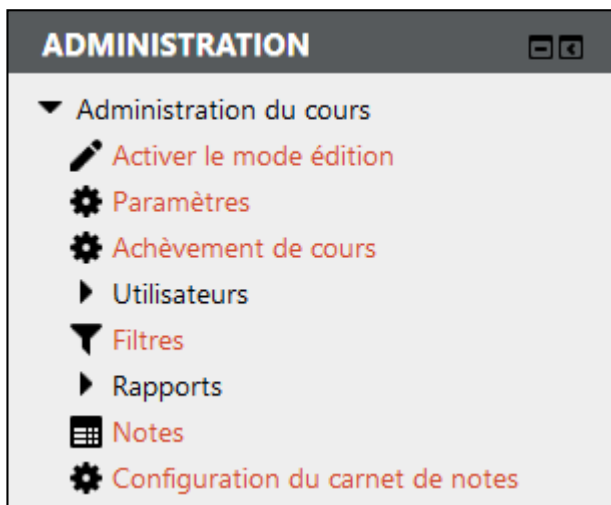 ADMINISTRATION
Administration du cours
Activer le mode édition
Paramètres
Achèvement de cours
Utilisateurs
Filtres
Rapports
Notes
Configuration du carnet de notes